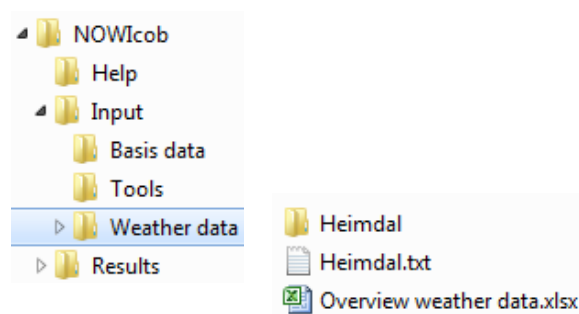 NOWIcob
Help
Input
Basis data
Tools
Weather data
Results
Heimdal
Heimdal.txt
Overview weather data.xlsx